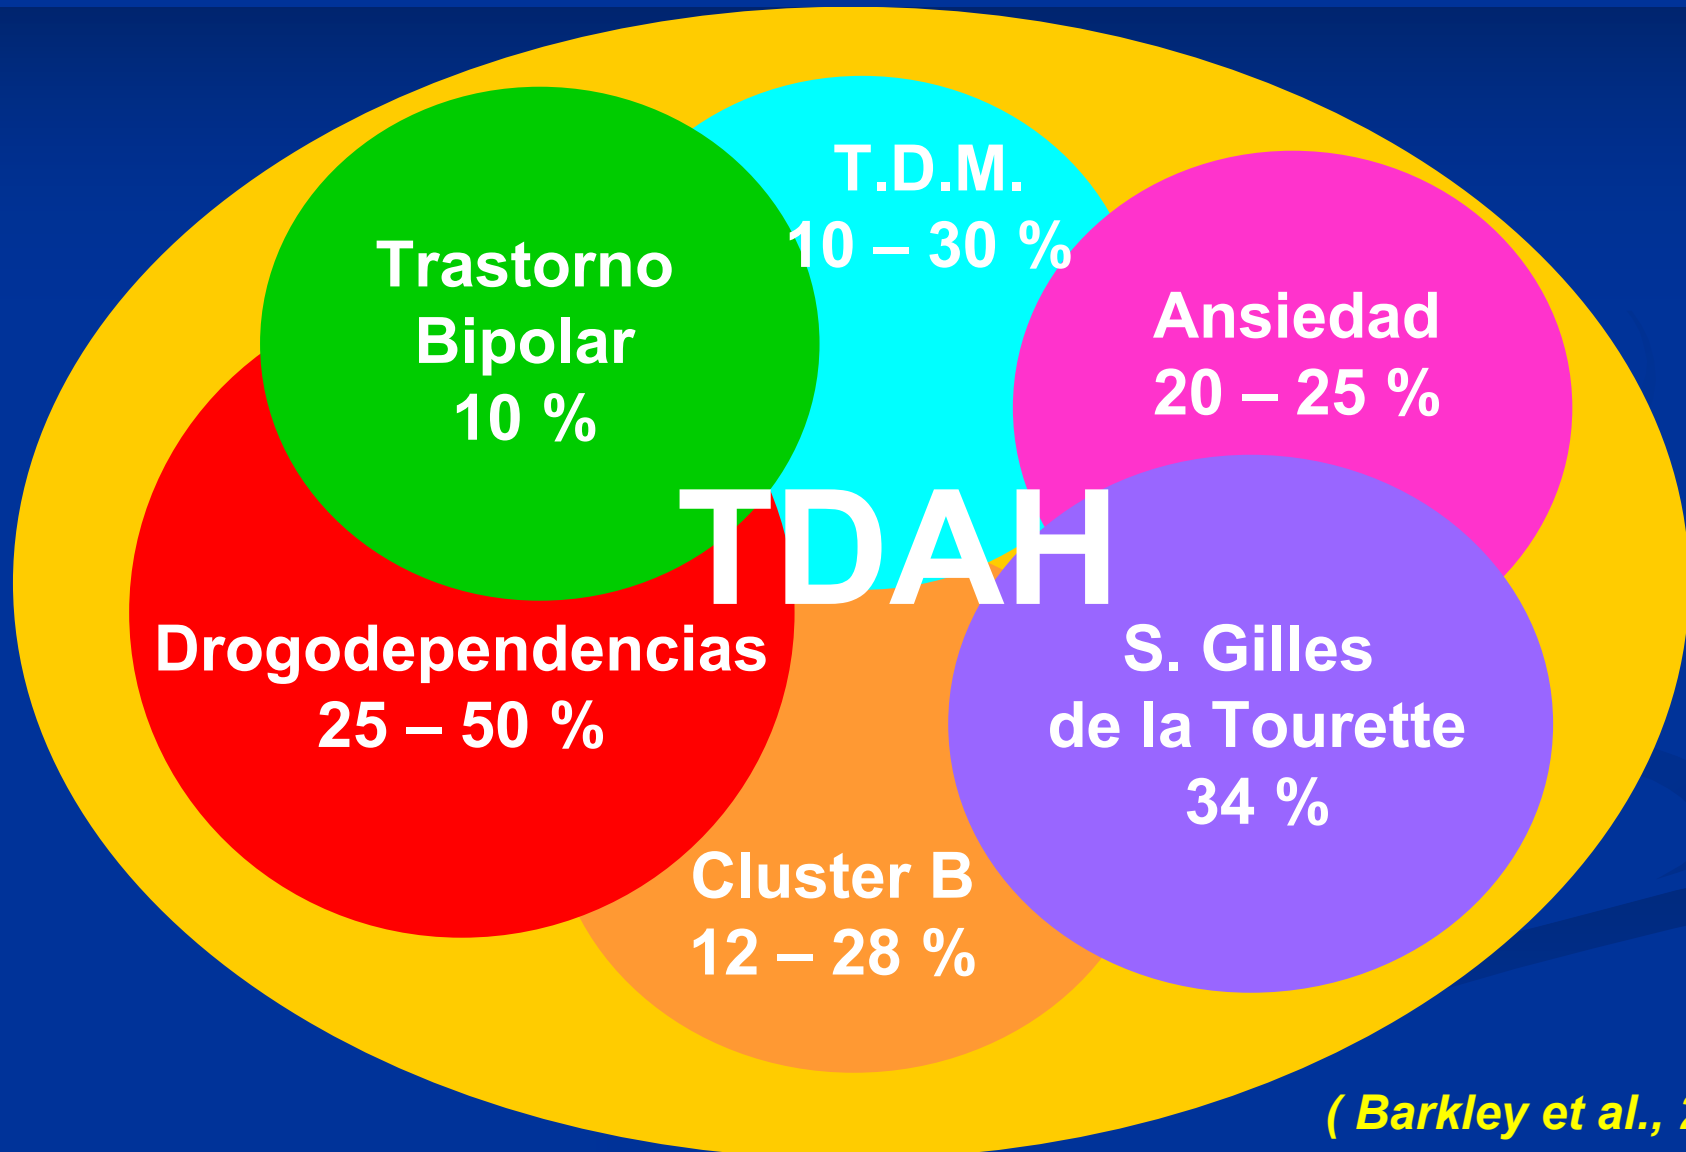 T.D.M.
10 – 30 %
Trastorno
Bipolar
10 %
Ansiedad
20 – 25 %
TDAH
Drogodependencias
25 – 50 %
S. Gilles
de la Tourette
34 %
Cluster B
12 – 28 %
( Barkley et al.,